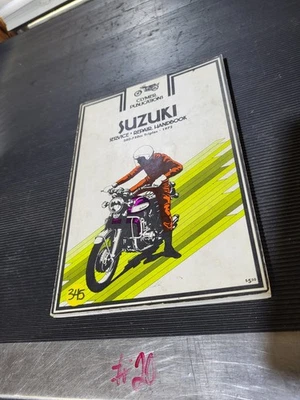 CLYMER
PUBLICATIONS
SUZUKI
SERVICE • REPAIR HANDBOOK
345
# 20